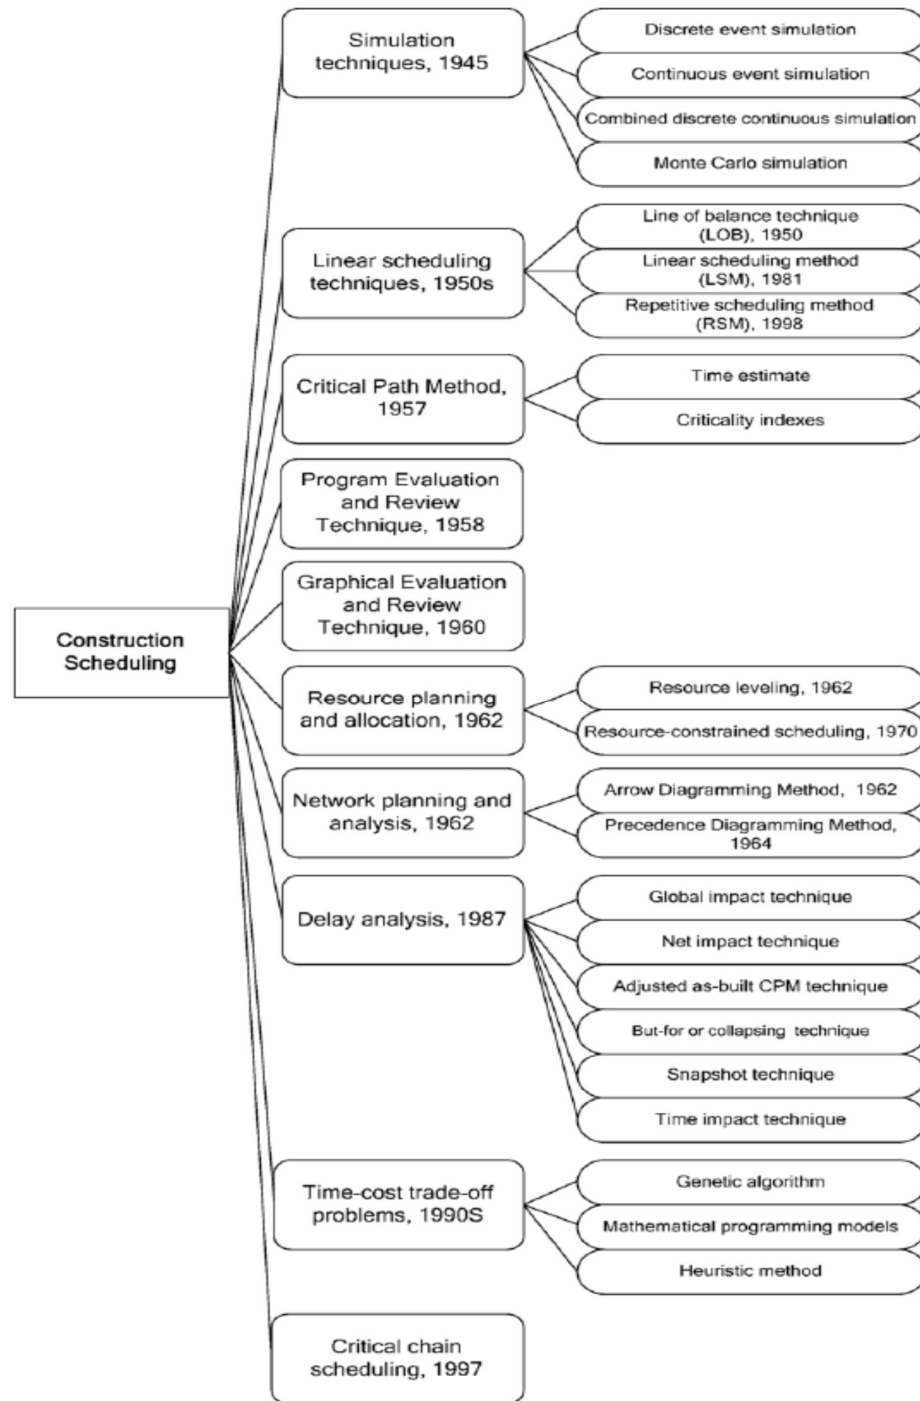 Simulation
techniques, 1945
Discrete event simulation
Continuous event simulation
Combined discrete continuous simulation
Monte Carlo simulation
Linear scheduling
techniques, 1950s
Line of balance technique
(LOB), 1950
Linear scheduling method
(LSM), 1981
Repetitive scheduling method
(RSM), 1998
Critical Path Method,
1957
Time estimate
Criticality indexes
Program Evaluation
and Review
Technique, 1958
Graphical Evaluation
and Review
Technique, 1960
Construction
Scheduling
Resource planning
and allocation, 1962
Resource leveling, 1962
Resource-constrained scheduling, 1970
Network planning and
analysis, 1962
Arrow Diagramming Method, 1962
Precedence Diagramming Method,
1964
Delay analysis, 1987
Global impact technique
Net impact technique
Adjusted as-built CPM technique
But-for or collapsing technique
Snapshot technique
Time impact technique
Time-cost trade-off
problems, 1990S
Genetic algorithm
Mathematical programming models
Heuristic method
Critical chain
scheduling, 1997